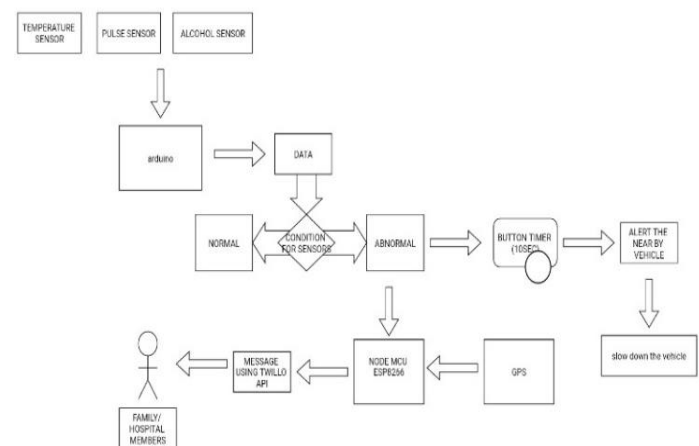 TEMPERATURE
SENSOR
PULSE SENSOR
ALCOHOL SENSOR
arduino
DATA
NORMAL
CONDITION
FOR SENSORS
ABNORMAL
BUTTON TIMER
(10SEC)
ALERT THE
NEAR BY
VEHICLE
slow down the vehicle
MESSAGE
USING TWILLO
API
NODE MCU
ESP8266
GPS
FAMILY/
HOSPITAL
MEMBERS